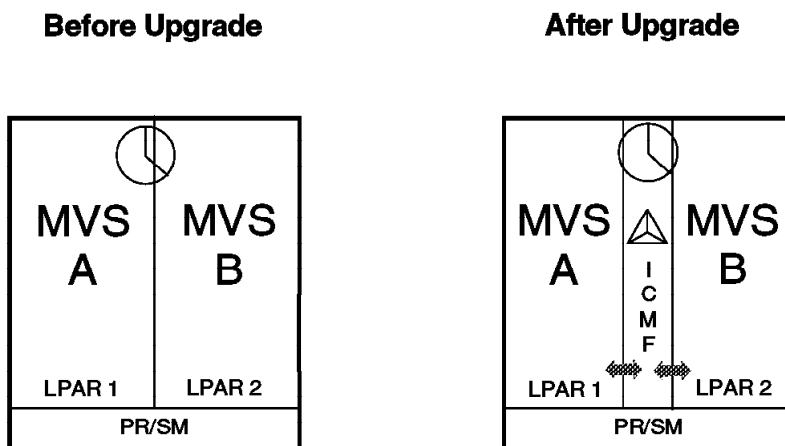 Before Upgrade
After Upgrade
MVS
A
MVS
B
LPAR 1
LPAR 2
PR/SM
MVS
A
I
C
M
F
MVS
B
LPAR 1
LPAR 2
PR/SM